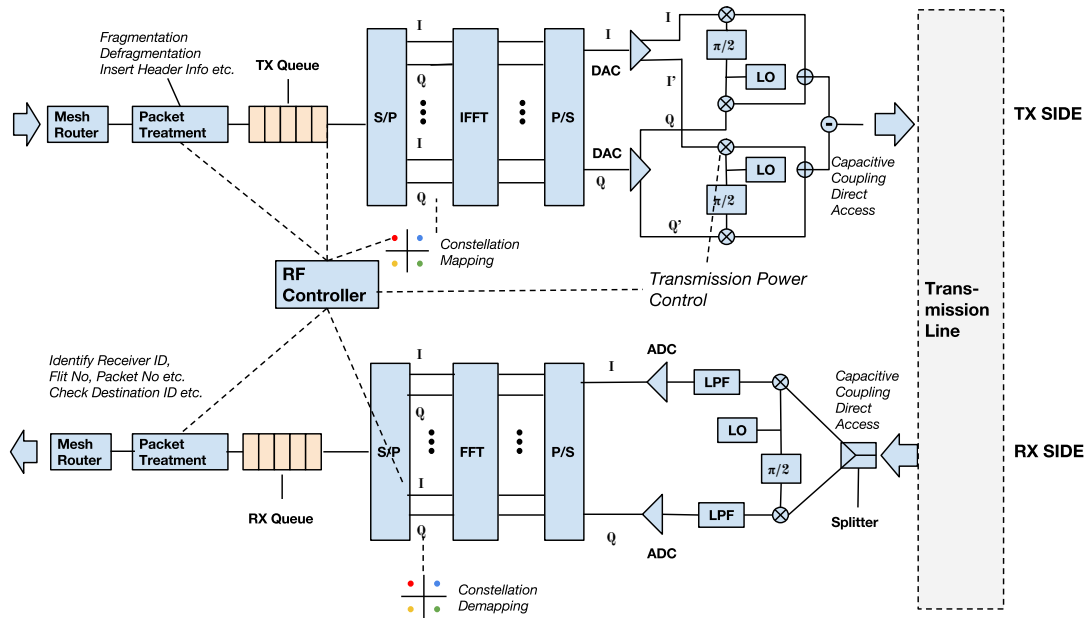 Fragmentation
Defragmentation
Insert Header Info etc.
TX Queue
Mesh
Router
Packet
Treatment
S/P
I
Q
I
Q
IFFT
P/S
I
DAC
DAC
Q
I
I’
Q
Q’
π/2
LO
LO
π/2
-
Capacitive
Coupling
Direct
Access
TX SIDE
Constellation
Mapping
RF
Controller
Transmission Power
Control
Trans-
mission
Line
Identify Receiver ID,
Flit No, Packet No etc.
Check Destination ID etc.
Mesh
Router
Packet
Treatment
RX Queue
S/P
I
Q
I
Q
FFT
P/S
I
Q
ADC
ADC
LPF
LO
π/2
LPF
Capacitive
Coupling
Direct
Access
Splitter
RX SIDE
Constellation
Demapping